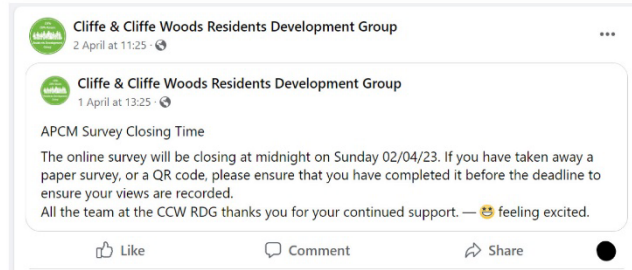 Cliffe & Cliffe Woods Residents Development Group
2 April at 11:25 ·
Cliffe & Cliffe Woods Residents Development Group
1 April at 13:25 ·
APCM Survey Closing Time
The online survey will be closing at midnight on Sunday 02/04/23. If you have taken away a
paper survey, or a QR code, please ensure that you have completed it before the deadline to
ensure your views are recorded.
All the team at the CCW RDG thanks you for your continued support. — 😆 feeling excited.
Like Comment Share